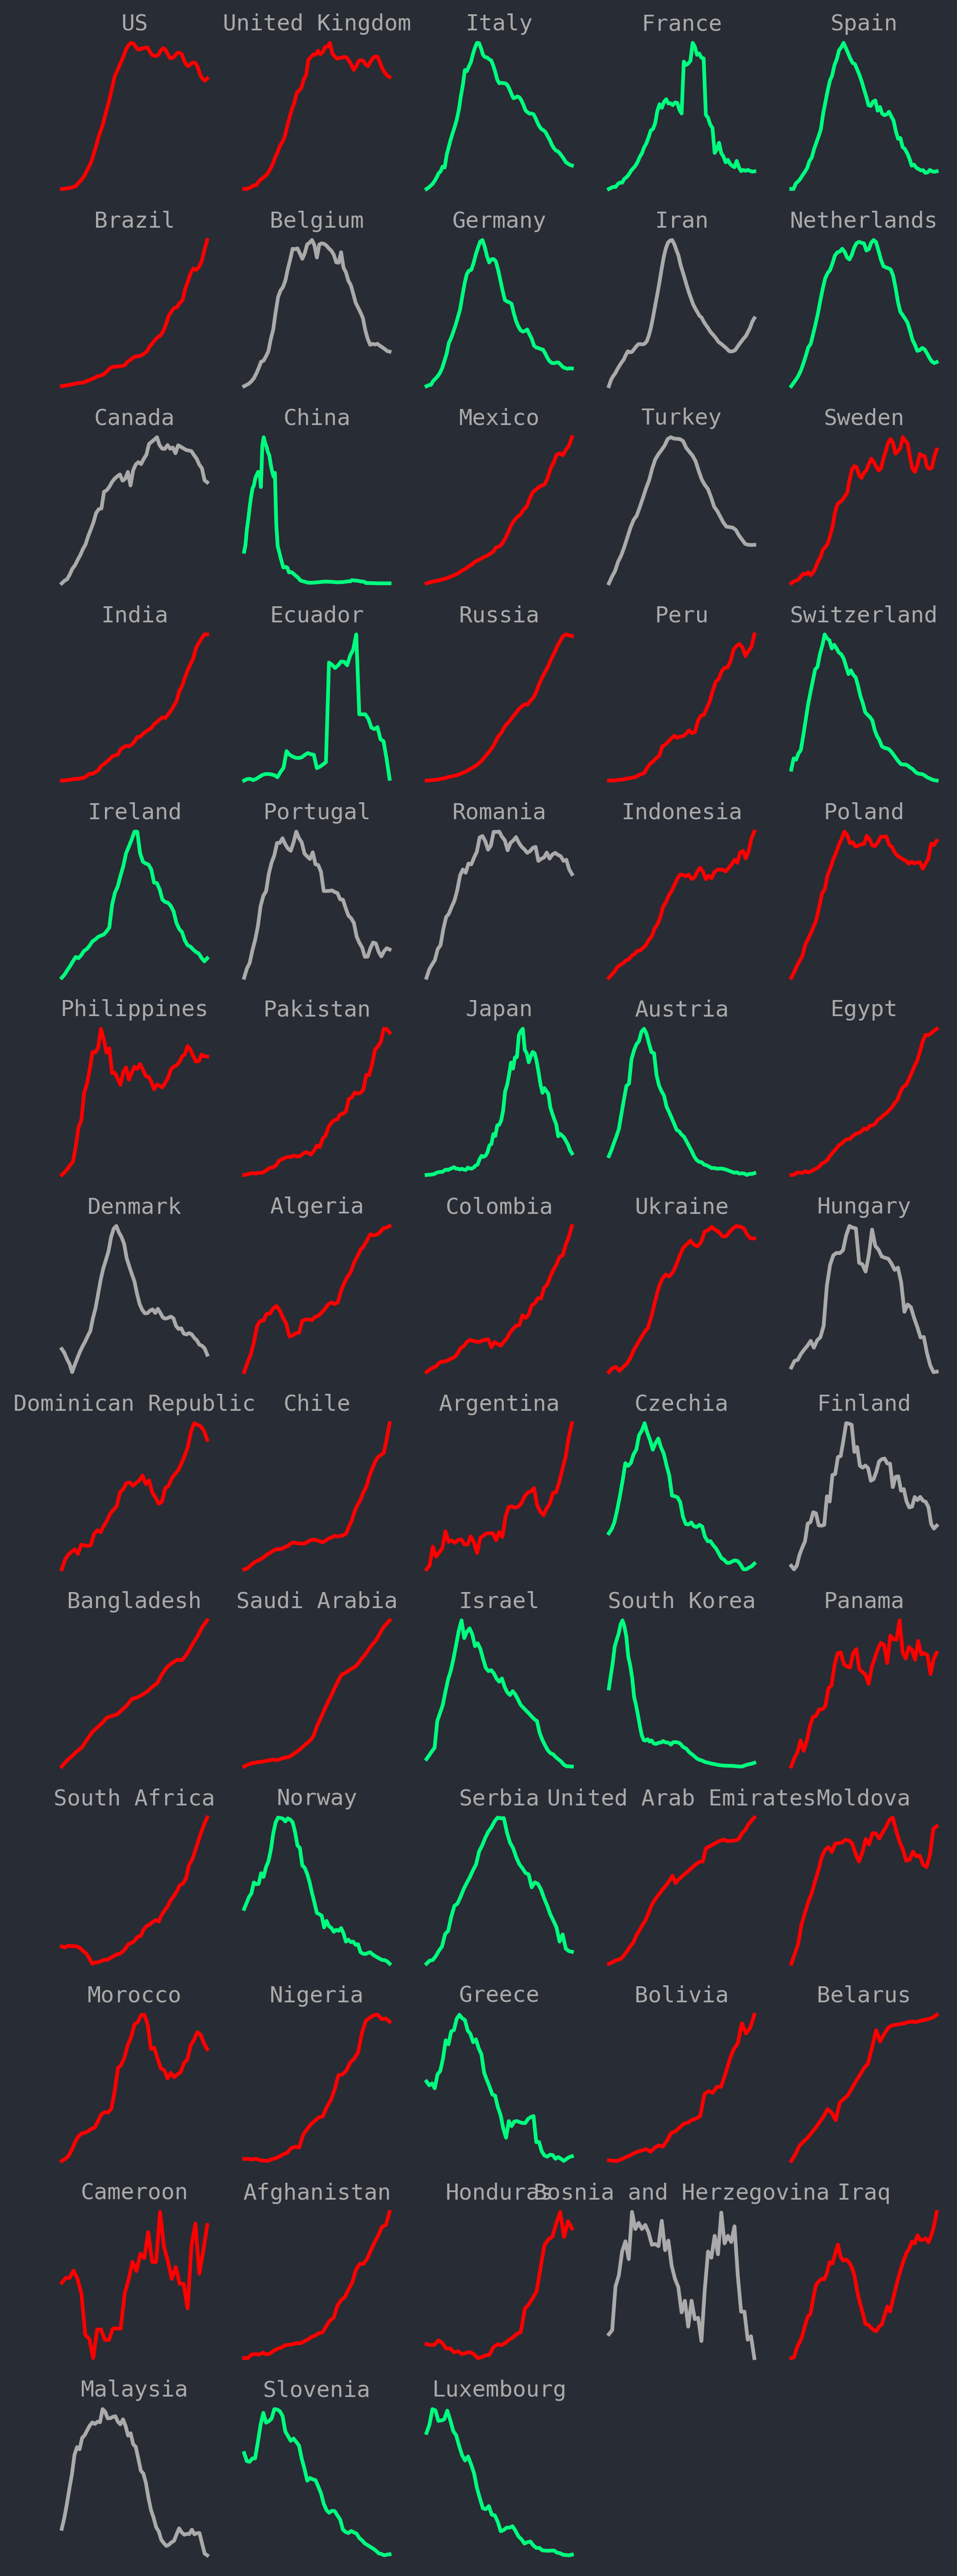 US United Kingdom Italy France Spain
Brazil Belgium Germany Iran Netherlands
Canada China Mexico Turkey Sweden
India Ecuador Russia Peru Switzerland
Ireland Portugal Romania Indonesia Poland
Philippines Pakistan Japan Austria Egypt
Denmark Algeria Colombia Ukraine Hungary
Dominican Republic Chile Argentina Czechia Finland
Bangladesh Saudi Arabia Israel South Korea Panama
South Africa Norway Serbia United Arab Emirates Moldova
Morocco Nigeria Greece Bolivia Belarus
Cameroon Afghanistan Honduras Bosnia and Herzegovina Iraq
Malaysia Slovenia Luxembourg